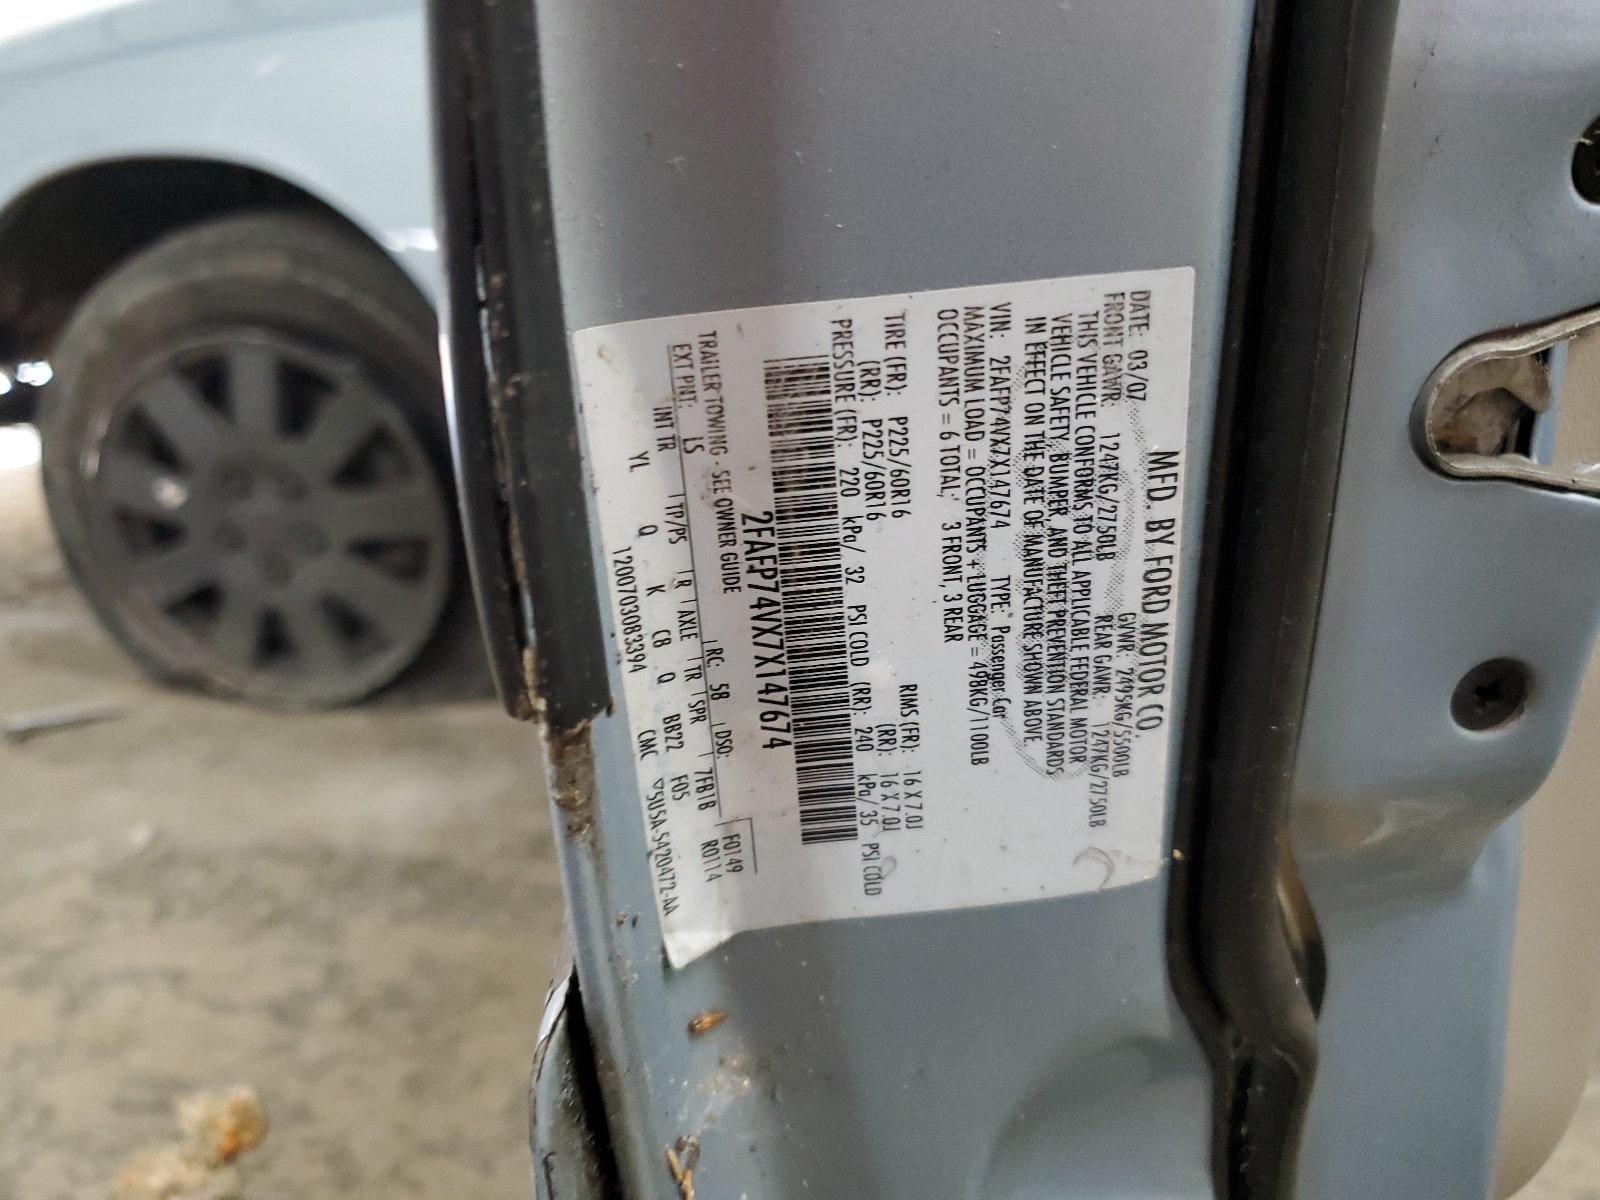 MFD. BY FORD MOTOR CO.
DATE: 03/07 GVWR: 2495KG/5500LB
FRONT GAWR: 1247KG/2750LB REAR GAWR: 1247KG/2750LB
THIS VEHICLE CONFORMS TO ALL APPLICABLE FEDERAL MOTOR
VEHICLE SAFETY, BUMPER, AND THEFT PREVENTION STANDARDS
IN EFFECT ON THE DATE OF MANUFACTURE SHOWN ABOVE.
VIN: 2FAFP74VX7X147674 TYPE: Passenger Car
MAXIMUM LOAD = OCCUPANTS + LUGGAGE = 498KG/1100LB
OCCUPANTS = 6 TOTAL, 3 FRONT, 3 REAR
TIRE (FR): P225/60R16 RIMS (FR): 16 X 7.0J
(RR): P225/60R16 (RR): 16 X 7.0J
PRESSURE (FR): 220 kPa/ 32 PSI COLD (RR): 240 kPa/ 35 PSI COLD
2FAFP74VX7X147674
TRAILER TOWING - SEE OWNER GUIDE F0149
EXT PNT: LS RC: 58 DSO: 7FB1B R0114
INT TR TP/PS R AXLE TR SPR
YL Q K C8 Q BB22 F05
1200703083394 CMC ▽5U5A-5420472-AA